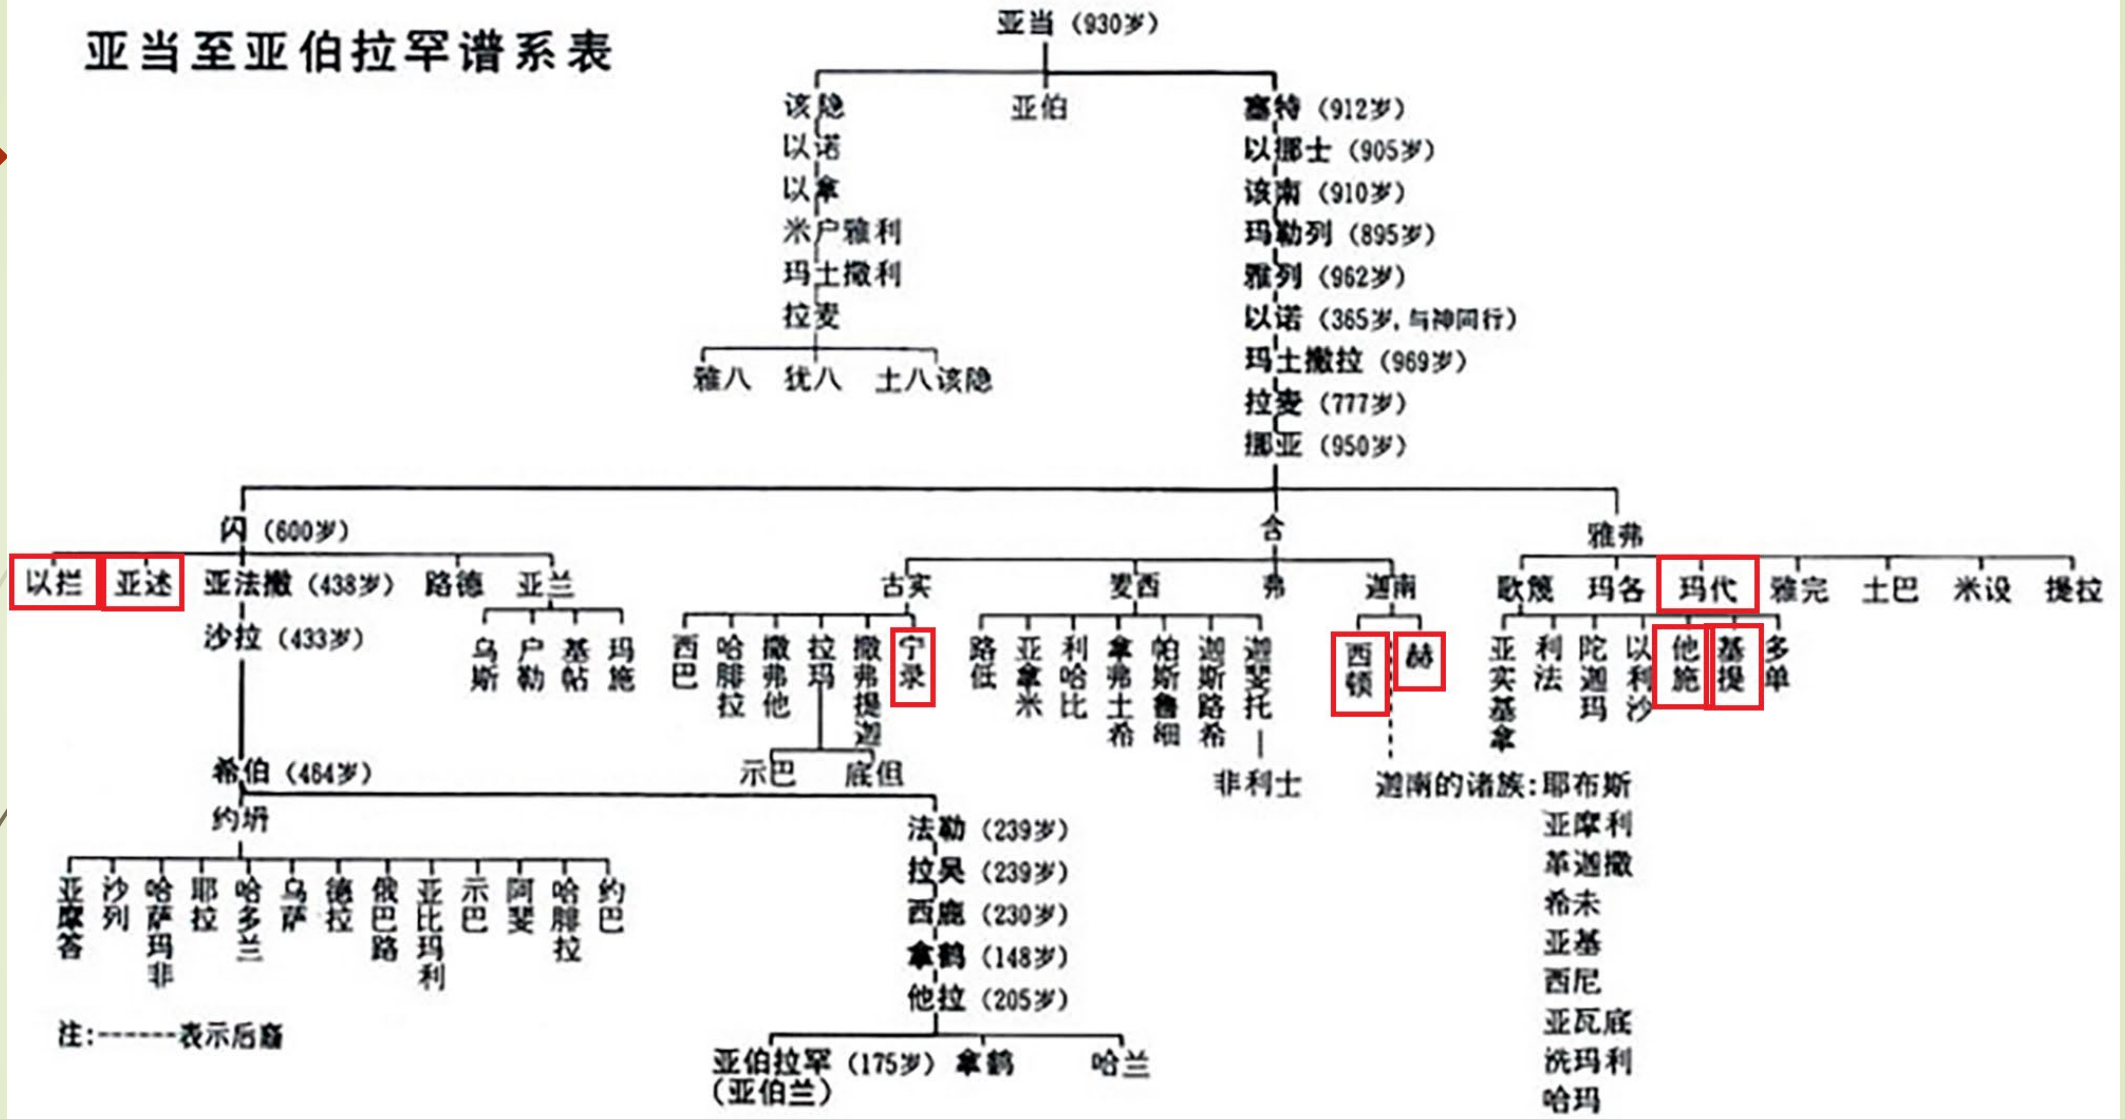 亚当至亚伯拉罕谱系表
亚当（930岁）
该隐
亚伯
塞特（912岁）
以诺
以挪士（905岁）
以拿
该南（910岁）
米户雅利
玛勒列（895岁）
玛土撒利
雅列（962岁）
拉麦
以诺（365岁，与神同行）
雅八 犹八 土八该隐
玛土撒拉（969岁）
拉麦（777岁）
挪亚（950岁）
闪（600岁）
含
雅弗
以拦 亚述 亚法撒（438岁） 路德 亚兰
古实 麦西 弗 迦南
歌篾 玛各 玛代 雅完 土巴 米设 提拉
沙拉（433岁）
乌斯 户勒 基帖 玛施
西巴 哈腓拉 撒弗他 拉玛 撒弗提迦 宁录
路低 亚拿米 利哈比 拿弗土希 帕斯鲁细 迦斯路希 迦斐托
西顿 赫
亚实基拿 利法 陀迦玛 以利沙 他施 基提 多单
示巴 底但
非利士
迦南的诸族：耶布斯
亚摩利
革迦撒
希未
亚基
西尼
亚瓦底
洗玛利
哈玛
希伯（464岁）
约坍
法勒（239岁）
拉吴（239岁）
西鹿（230岁）
拿鹤（148岁）
他拉（205岁）
亚摩答 沙列 哈萨玛非 耶拉 哈多兰 乌萨 德拉 俄巴路 亚比玛利 示巴 阿斐 哈腓拉 约巴
亚伯拉罕（175岁） 拿鹤 哈兰
（亚伯兰）
注：------表示后裔